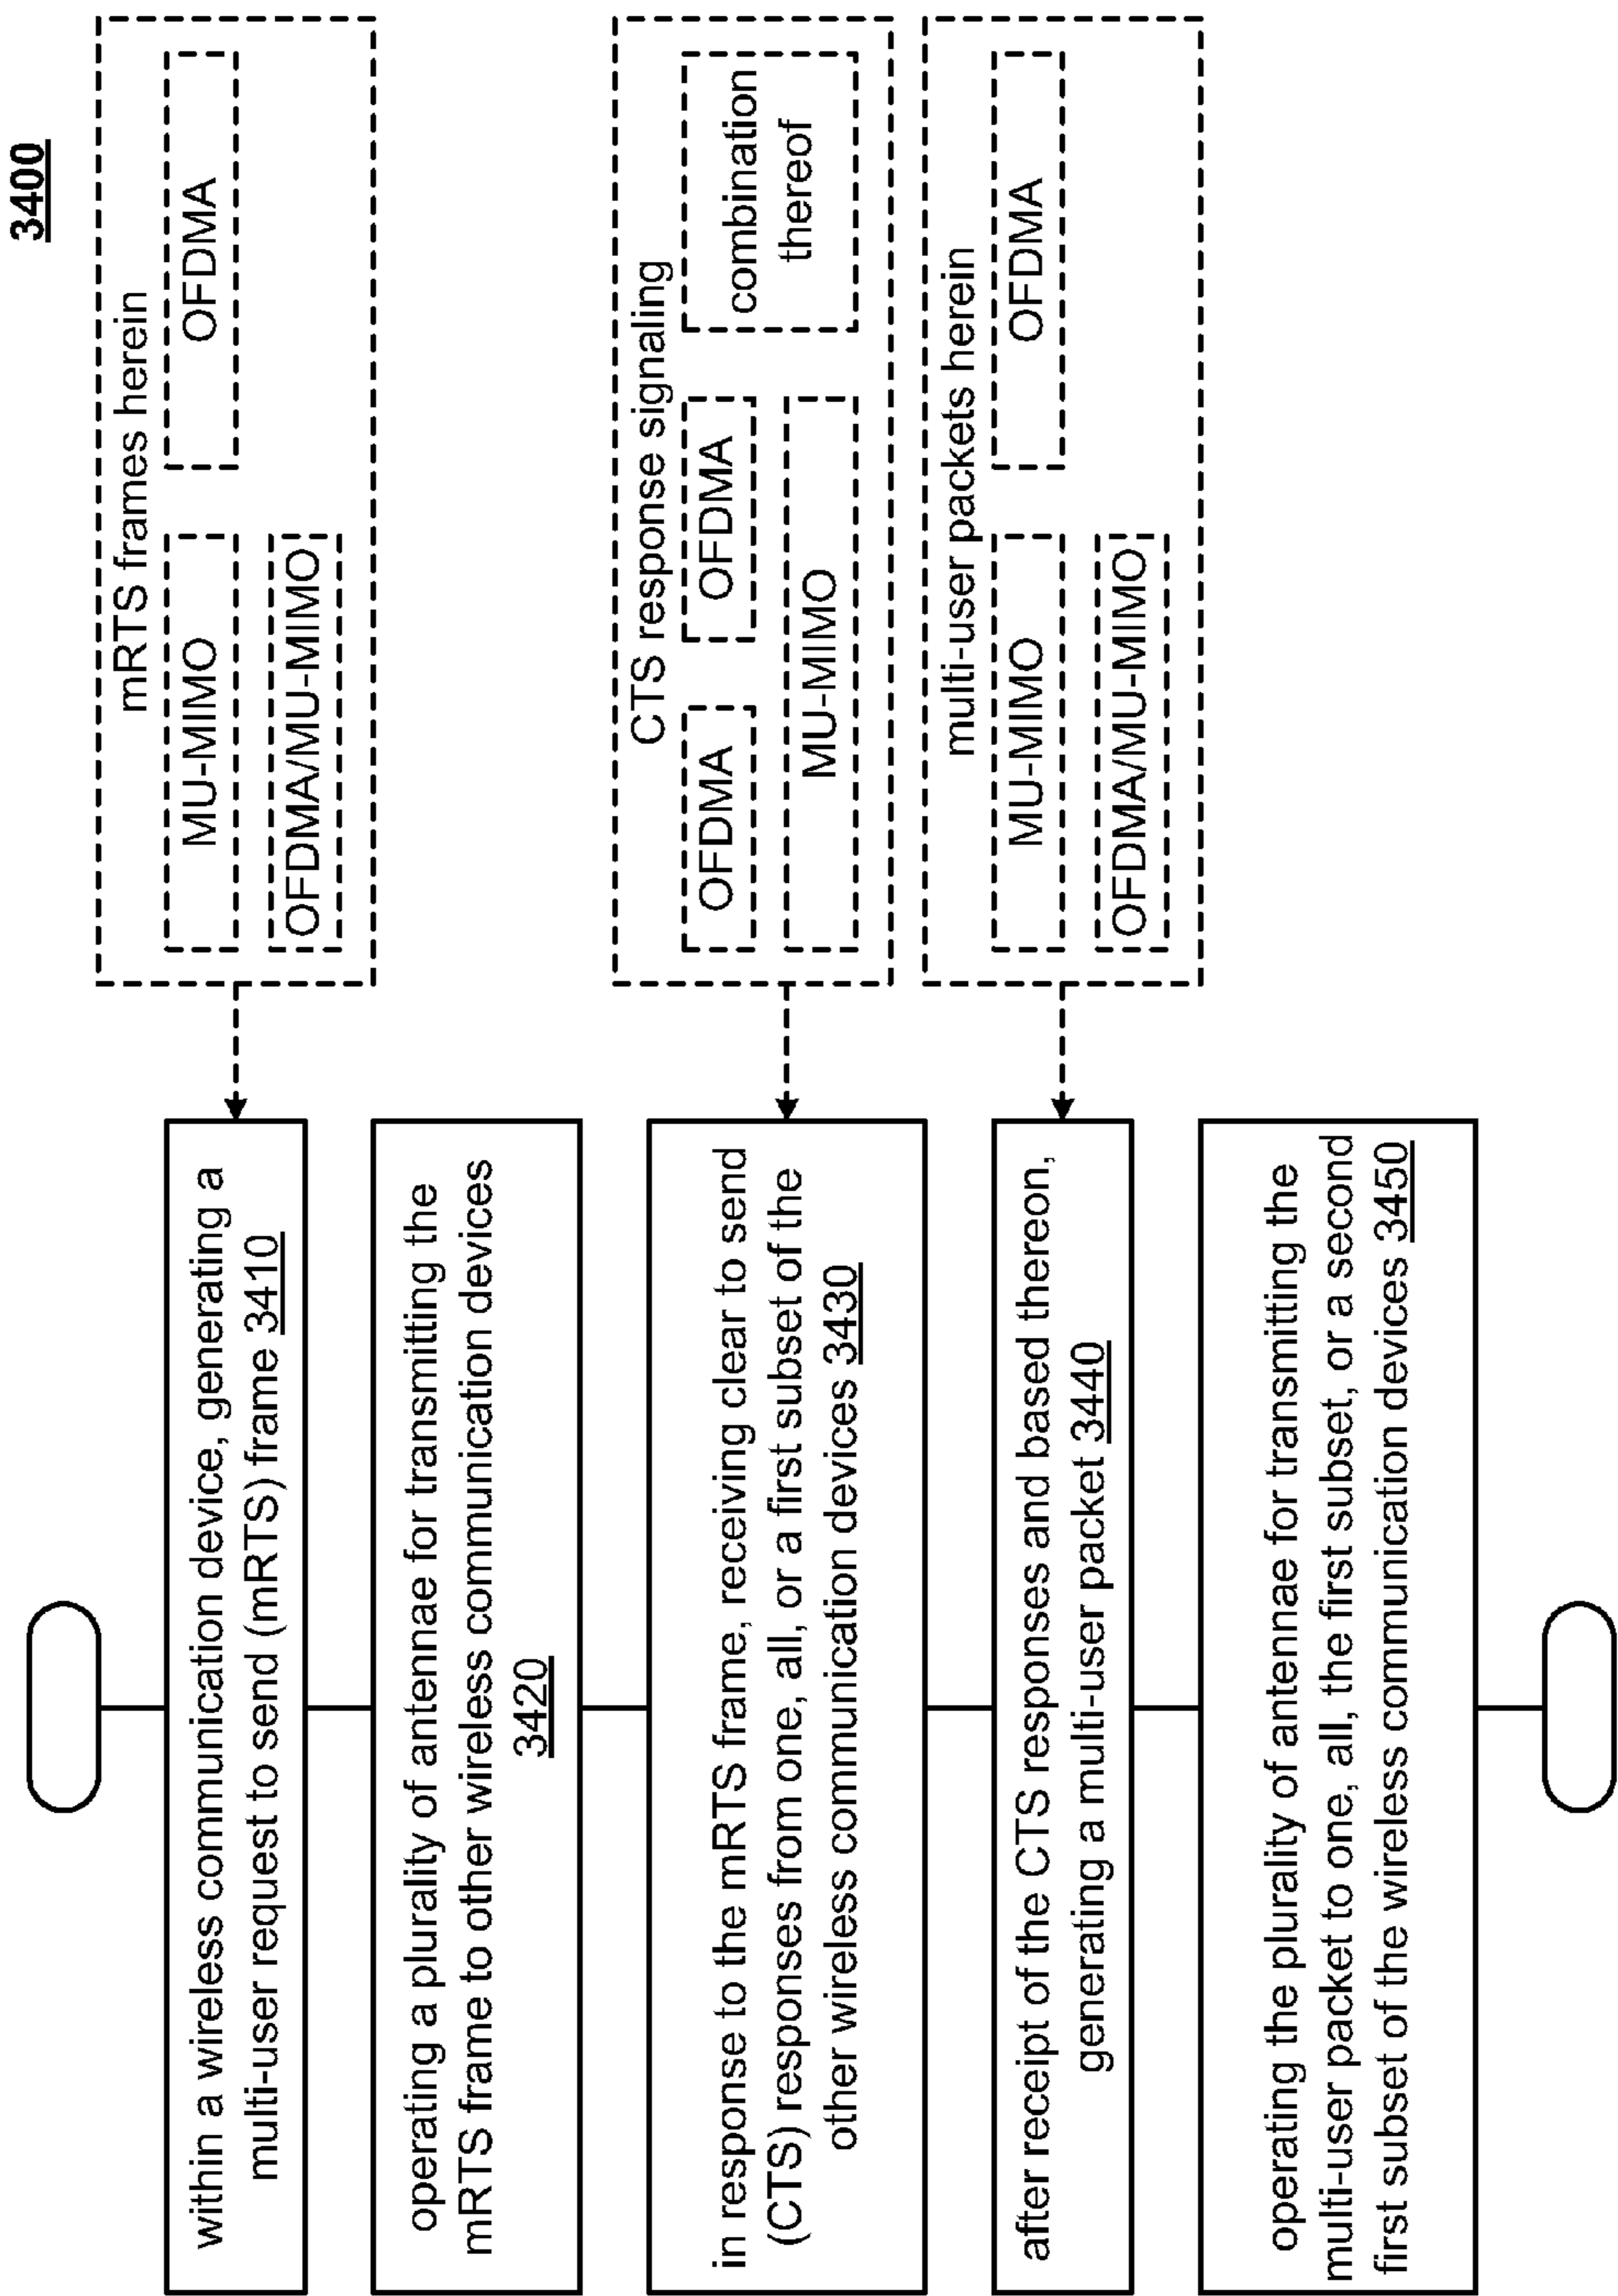 3400
within a wireless communication device, generating a
multi-user request to send (mRTS) frame 3410
mRTS frames herein
MU-MIMO
OFDMA
OFDMA/MU-MIMO
operating a plurality of antennae for transmitting the
mRTS frame to other wireless communication devices
3420
in response to the mRTS frame, receiving clear to send
(CTS) responses from one, all, or a first subset of the
other wireless communication devices 3430
CTS response signaling
OFDMA
OFDMA
MU-MIMO
combination
thereof
after receipt of the CTS responses and based thereon,
generating a multi-user packet 3440
multi-user packets herein
MU-MIMO
OFDMA
OFDMA/MU-MIMO
operating the plurality of antennae for transmitting the
multi-user packet to one, all, the first subset, or a second
first subset of the wireless communication devices 3450